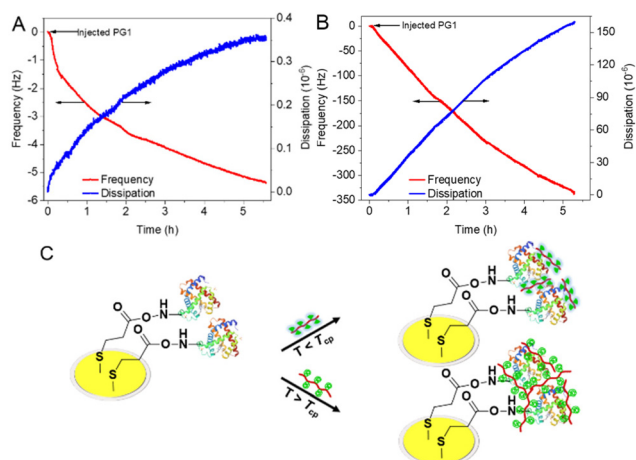 A
Injected PG1
Frequency (Hz)
0
-1
-2
-3
-4
-5
-6
Dissipation (10⁻⁶)
0.4
0.3
0.2
0.1
0.0
Frequency
Dissipation
0 1 2 3 4 5
Time (h)
B
Injected PG1
Frequency (Hz)
0
-50
-100
-150
-200
-250
-300
-350
Dissipation (10⁻⁶)
150
120
90
60
30
0
Frequency
Dissipation
0 1 2 3 4 5
Time (h)
C
O
O
H
N
O
O
H
N
S
S
T < Tcp
T > Tcp
O
O
H
N
O
O
H
N
S
S
O
O
H
N
O
O
H
N
S
S